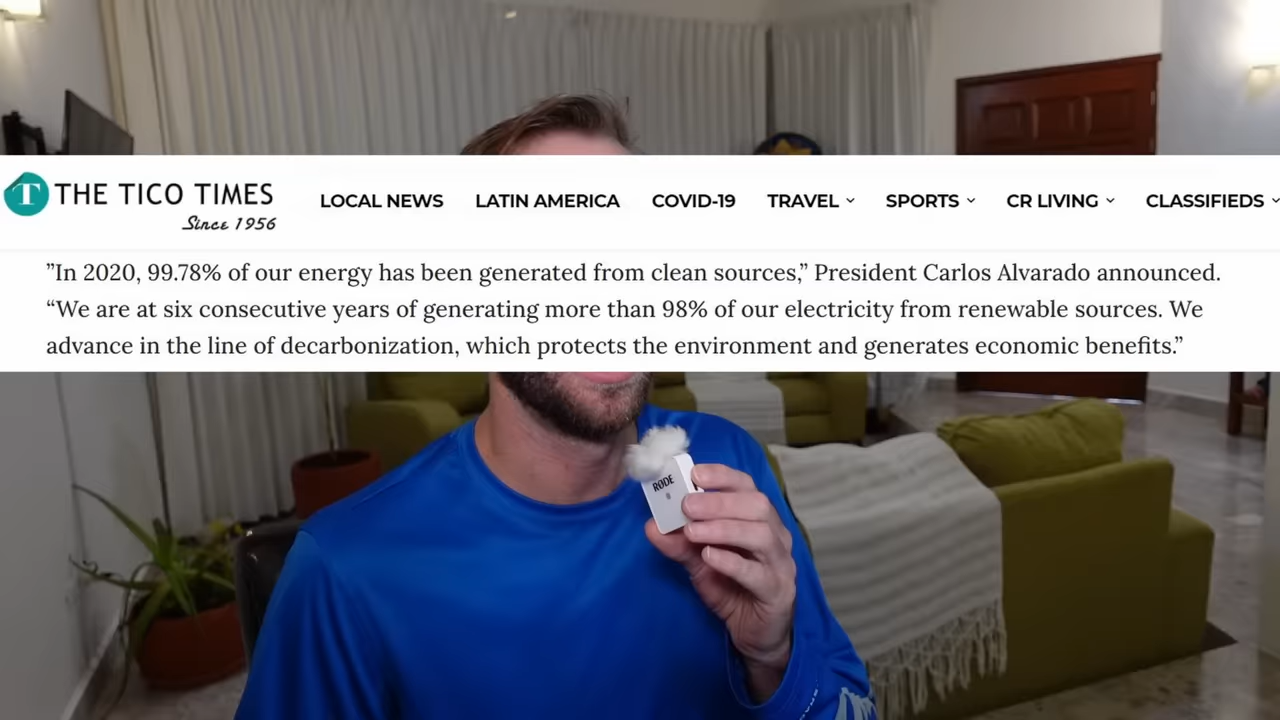 T THE TICO TIMES
Since 1956
LOCAL NEWS LATIN AMERICA COVID-19 TRAVEL SPORTS CR LIVING CLASSIFIEDS
”In 2020, 99.78% of our energy has been generated from clean sources,” President Carlos Alvarado announced.
“We are at six consecutive years of generating more than 98% of our electricity from renewable sources. We
advance in the line of decarbonization, which protects the environment and generates economic benefits.”
RØDE